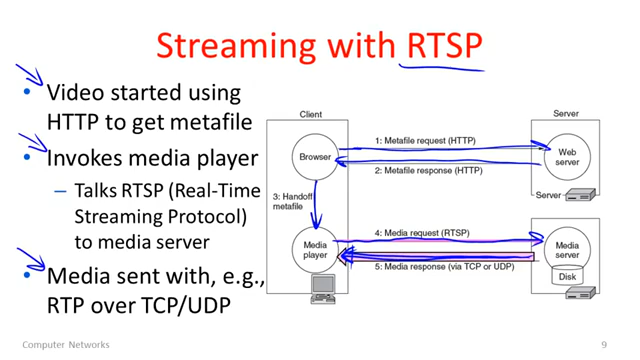 Streaming with RTSP
• Video started using
HTTP to get metafile
• Invokes media player
– Talks RTSP (Real-Time
Streaming Protocol)
to media server
• Media sent with, e.g.,
RTP over TCP/UDP
Client
Server
1: Metafile request (HTTP)
Browser
Web
server
2: Metafile response (HTTP)
3: Handoff
metafile
Server
4: Media request (RTSP)
Media
player
Media
server
5: Media response (via TCP or UDP)
Disk
Computer Networks
9